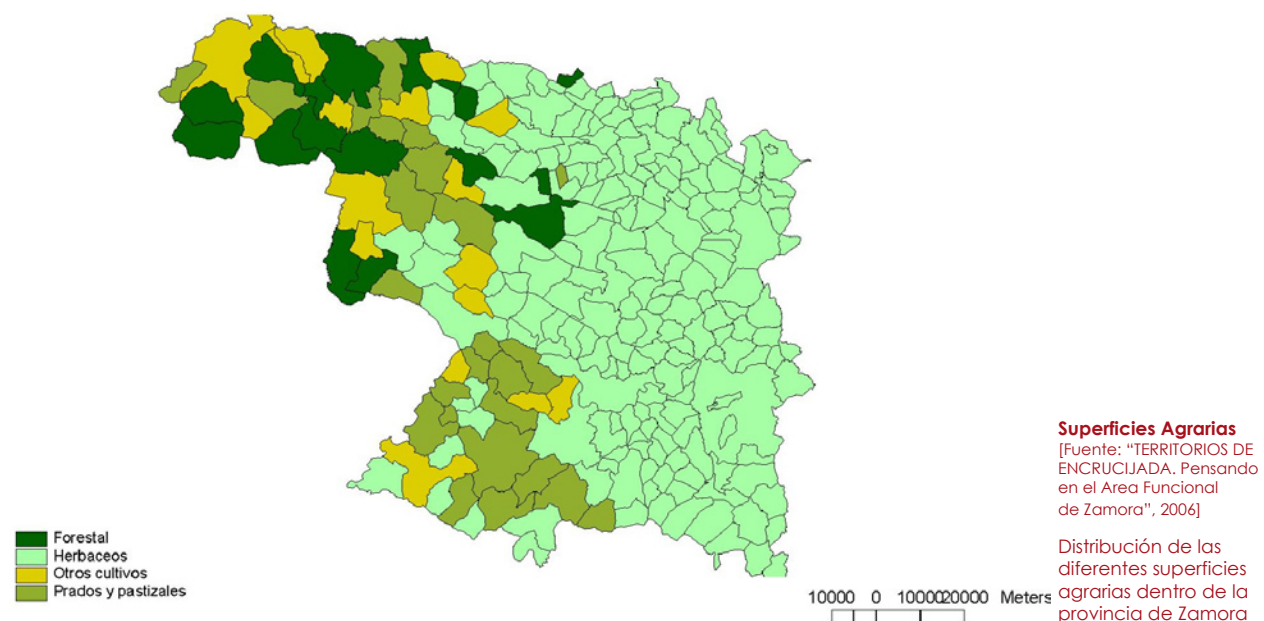 Superficies Agrarias
[Fuente: “TERRITORIOS DE
ENCRUCIJADA. Pensando
en el Area Funcional
de Zamora”, 2006]
Distribución de las
diferentes superficies
agrarias dentro de la
provincia de Zamora
Forestal
Herbaceos
Otros cultivos
Prados y pastizales
10000 0 1000020000 Meters